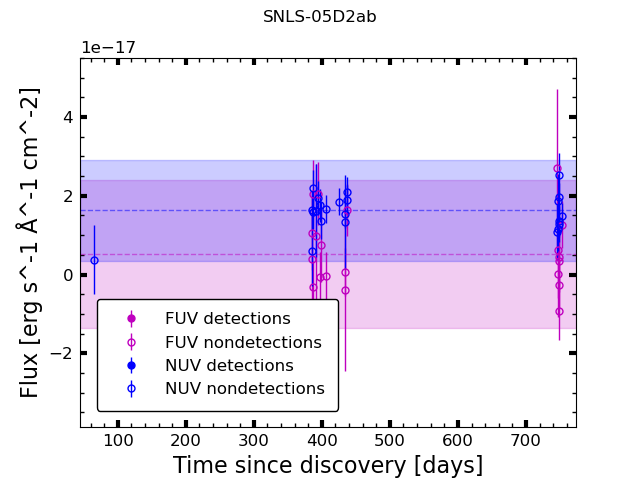 SNLS-05D2ab
1e−17
Flux [erg s^-1 Å^-1 cm^-2]
4
2
0
−2
FUV detections
FUV nondetections
NUV detections
NUV nondetections
100 200 300 400 500 600 700
Time since discovery [days]